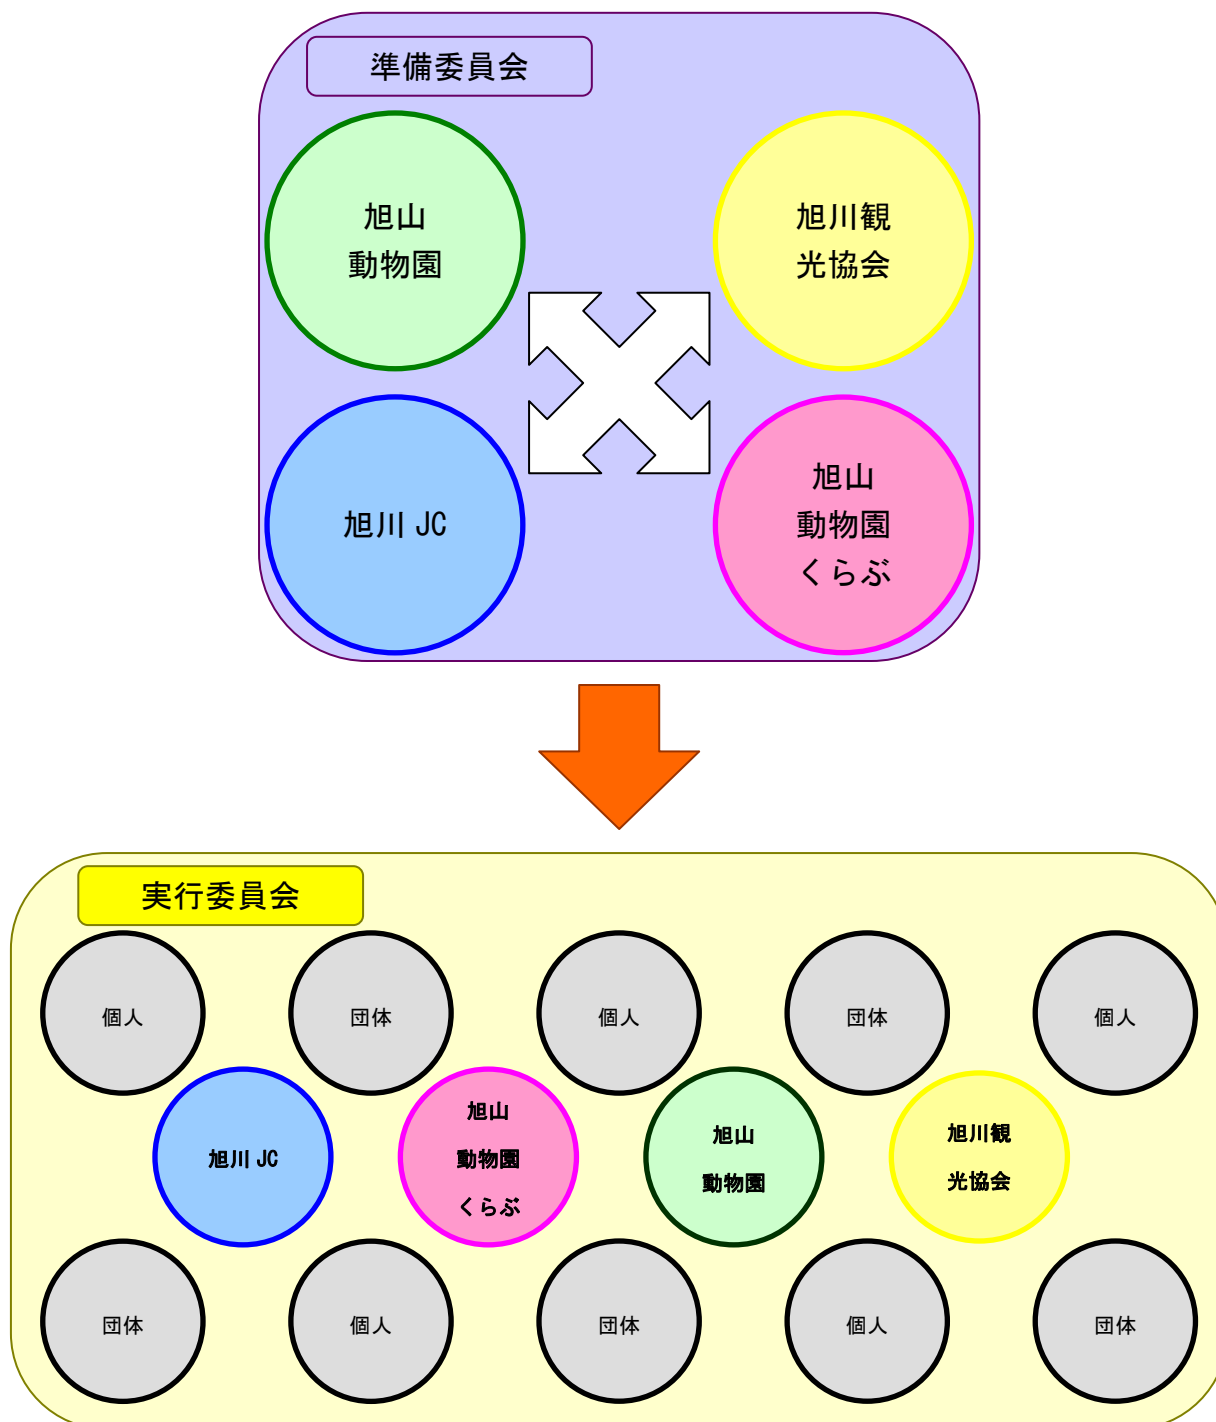 準備委員会
旭山
動物園
旭川観
光協会
旭川 JC
旭山
動物園
くらぶ
実行委員会
個人
団体
個人
団体
個人
旭川 JC
旭山
動物園
くらぶ
旭山
動物園
旭川観
光協会
団体
個人
団体
個人
団体